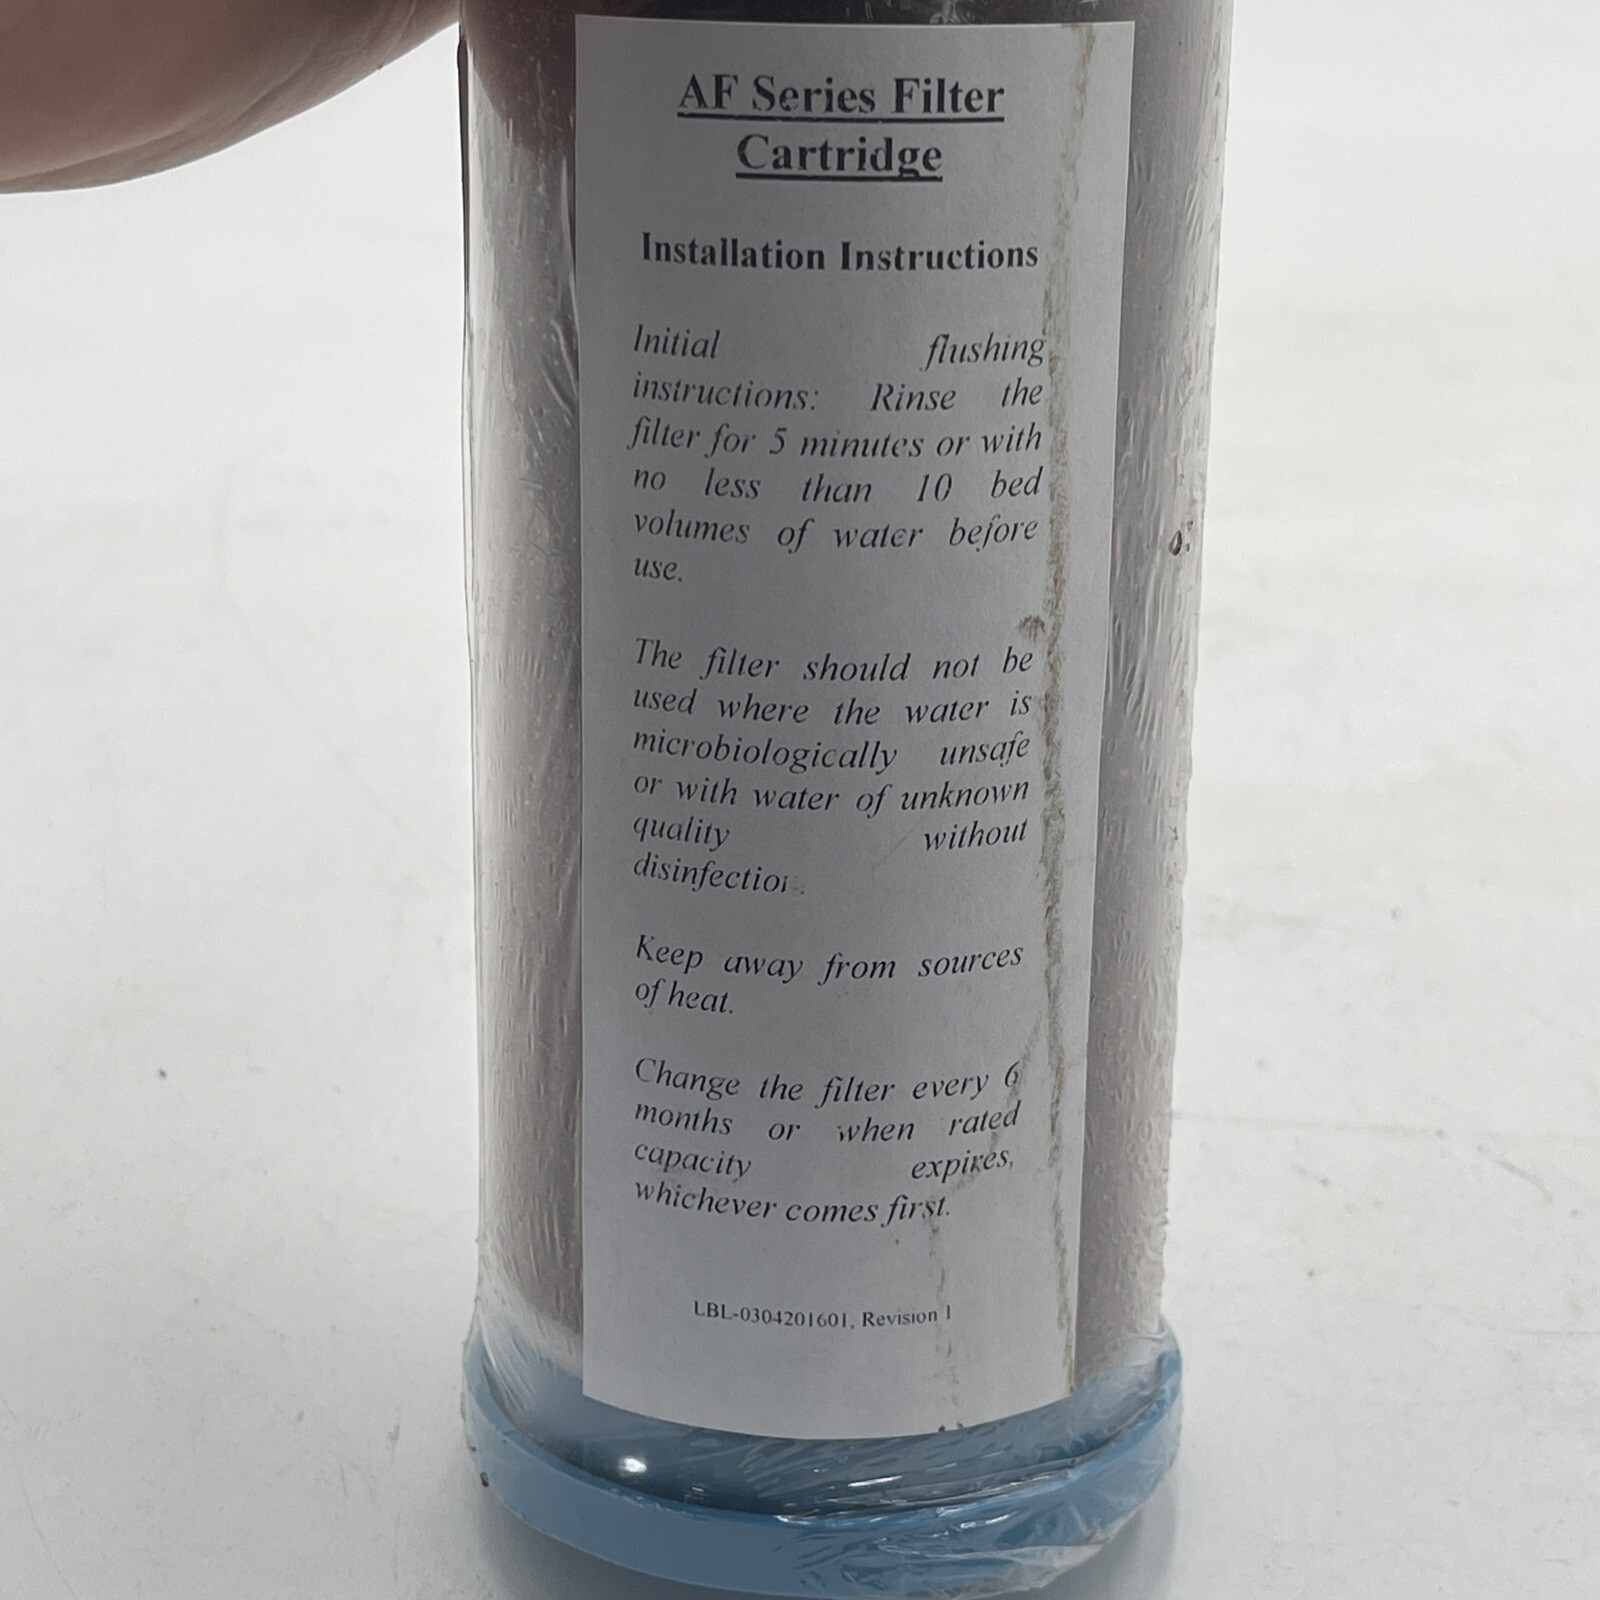 AF Series Filter
Cartridge
Installation Instructions
Initial flushing
instructions: Rinse the
filter for 5 minutes or with
no less than 10 bed
volumes of water before
use.
The filter should not be
used where the water is
microbiologically unsafe
or with water of unknown
quality without
disinfection.
Keep away from sources
of heat.
Change the filter every 6
months or when rated
capacity expires,
whichever comes first.
LBL-0304201601, Revision 1